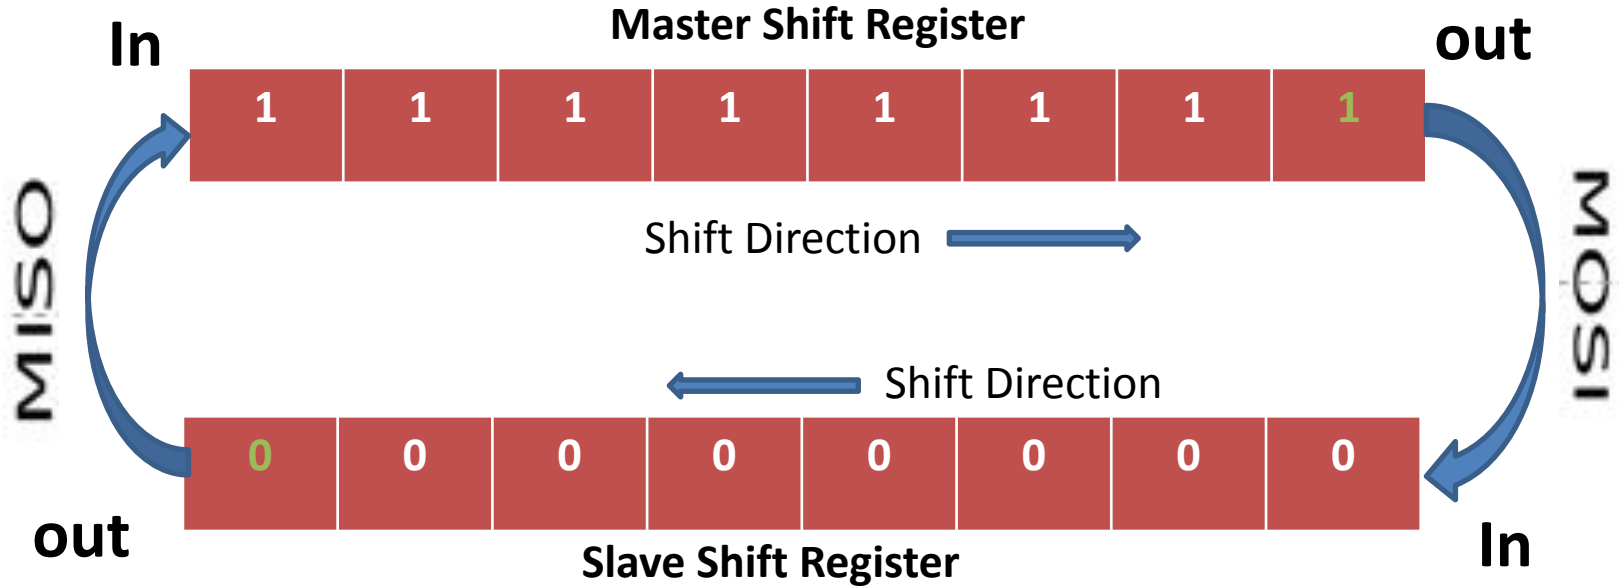 Master Shift Register
In
out
1 1 1 1 1 1 1 1
MISO
MOSI
Shift Direction
Shift Direction
0 0 0 0 0 0 0 0
out
In
Slave Shift Register